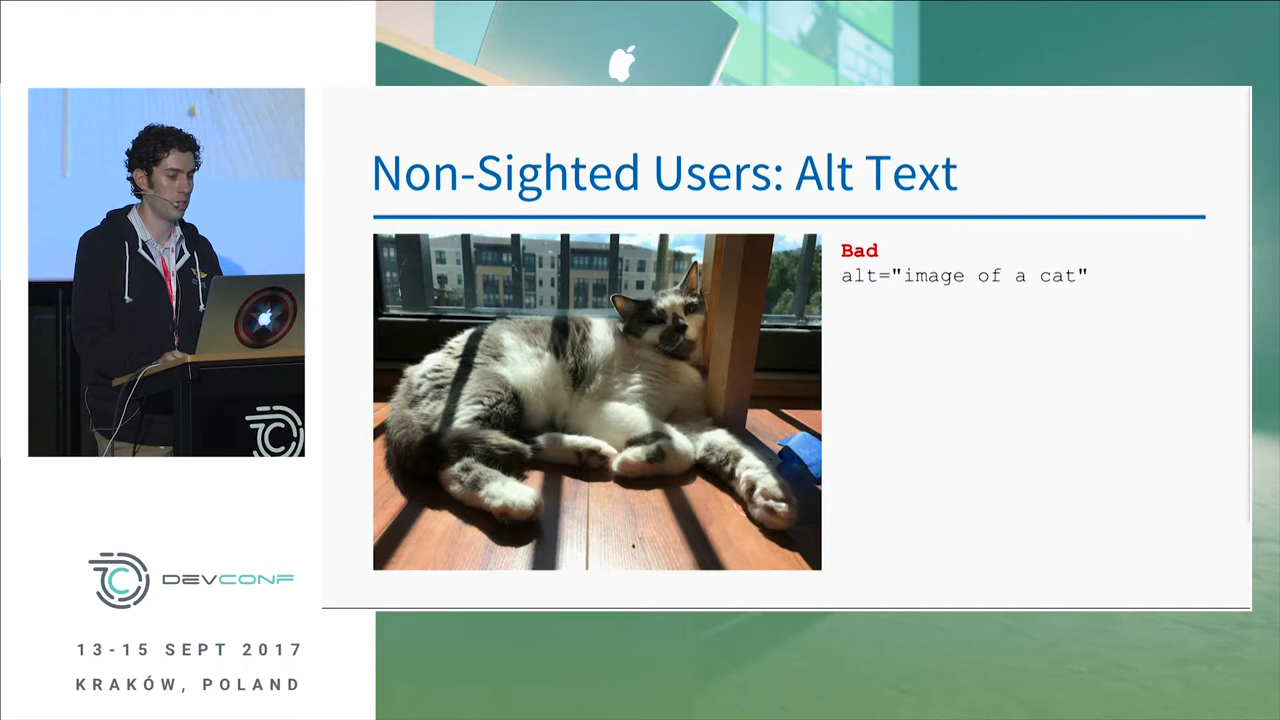 Non-Sighted Users: Alt Text
Bad
alt="image of a cat"
DEVCONF
13-15 SEPT 2017
KRAKÓW, POLAND